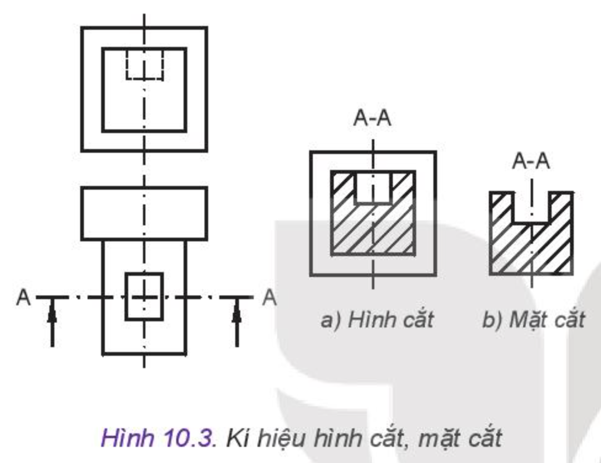 A-A
A-A
A A
a) Hình cắt b) Mặt cắt
Hình 10.3. Kí hiệu hình cắt, mặt cắt